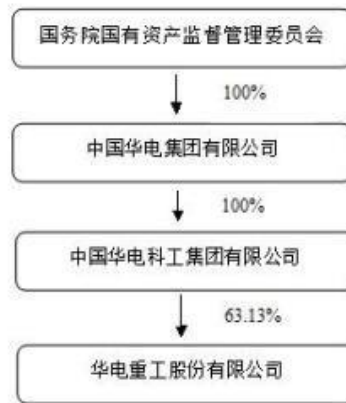 国务院国有资产监督管理委员会
100%
中国华电集团有限公司
100%
中国华电科工集团有限公司
63.13%
华电重工股份有限公司